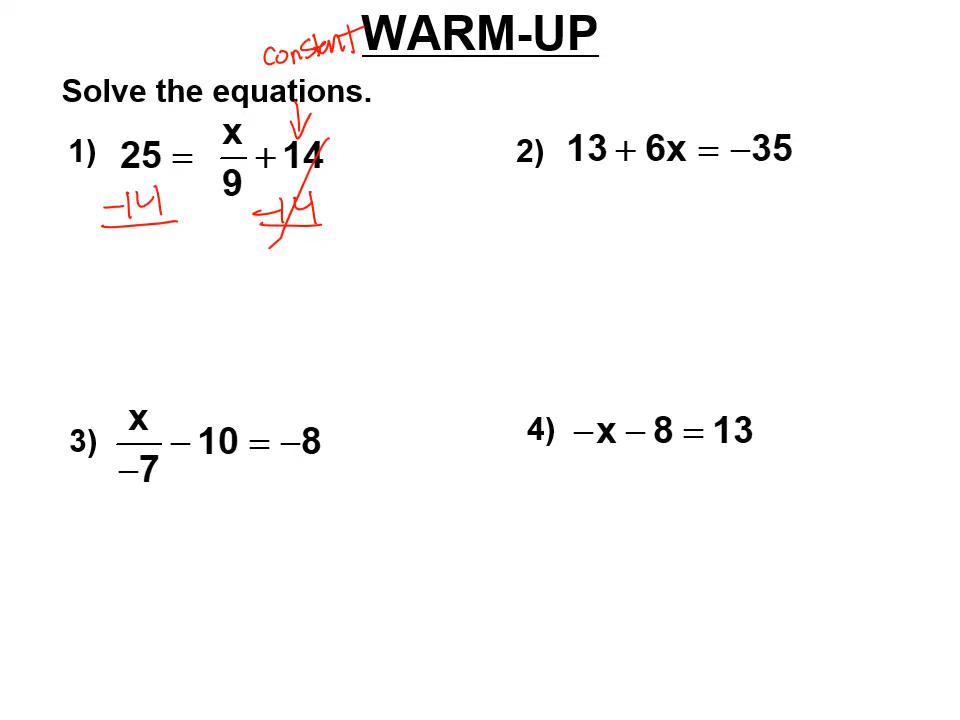 WARM-UP
constant
Solve the equations.
1) 25 = x/9 + 14
-14 -14
2) 13 + 6x = −35
3) x/−7 − 10 = −8
4) −x − 8 = 13